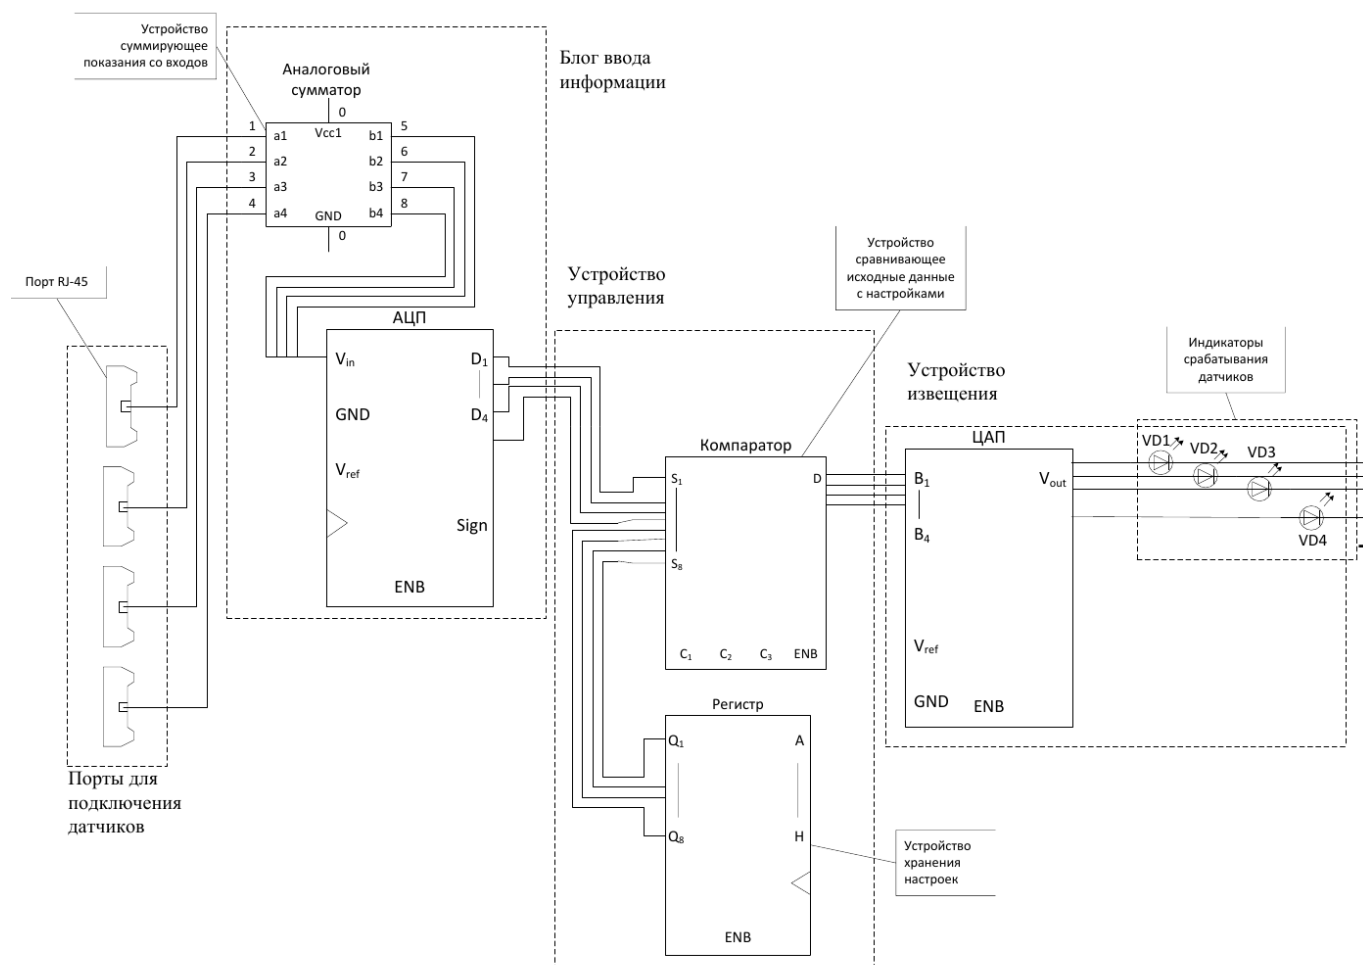 Устройство
суммирующее
показания со входов
Аналоговый
сумматор
0
Vcc1
1
a1
b1
5
2
a2
b2
6
3
a3
b3
7
4
a4
GND
b4
8
0
Блог ввода
информации
Порт RJ-45
Порты для
подключения
датчиков
АЦП
Vin
D1
GND
D4
Vref
Sign
ENB
Устройство
управления
Устройство
сравнивающее
исходные данные
с настройками
Компаратор
S1
D
S8
C1 C2 C3 ENB
Регистр
Q1
A
Q8
H
ENB
Устройство
хранения
настроек
Устройство
извещения
ЦАП
B1
Vout
B4
Vref
GND
ENB
Индикаторы
срабатывания
датчиков
VD1
VD2
VD3
VD4